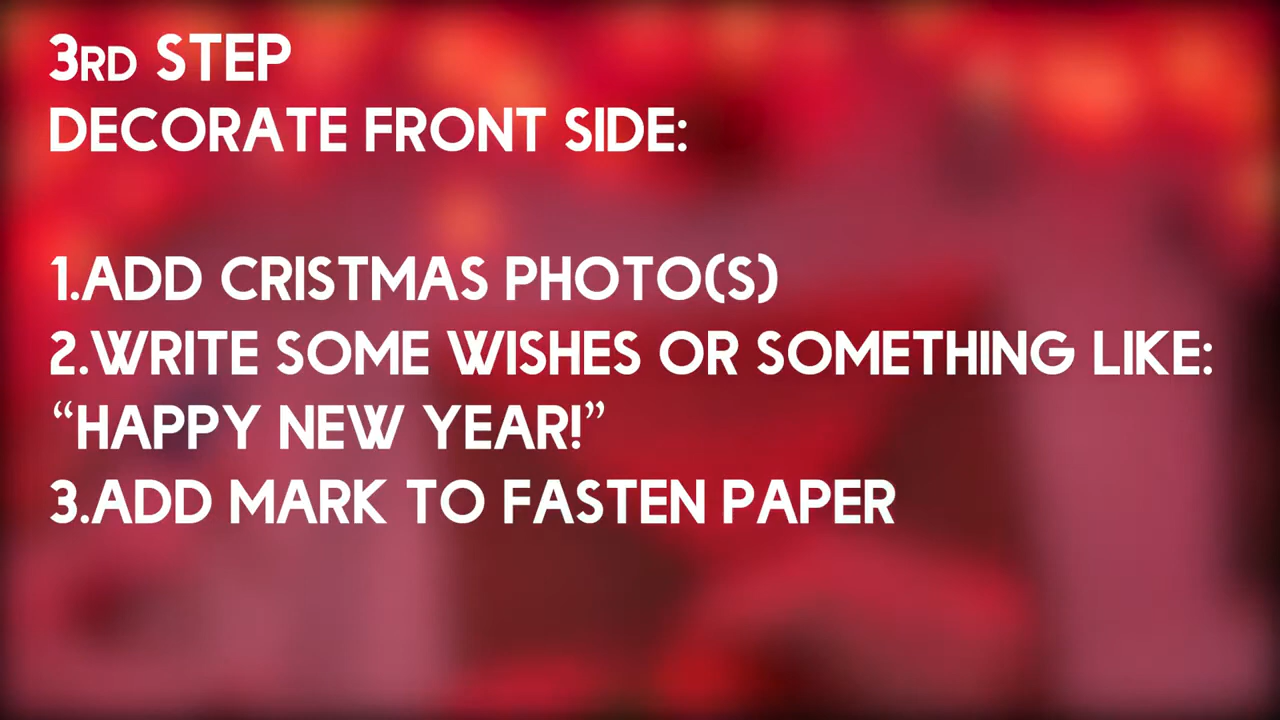 3RD STEP
DECORATE FRONT SIDE:
1.ADD CRISTMAS PHOTO(S)
2.WRITE SOME WISHES OR SOMETHING LIKE:
“HAPPY NEW YEAR!”
3.ADD MARK TO FASTEN PAPER